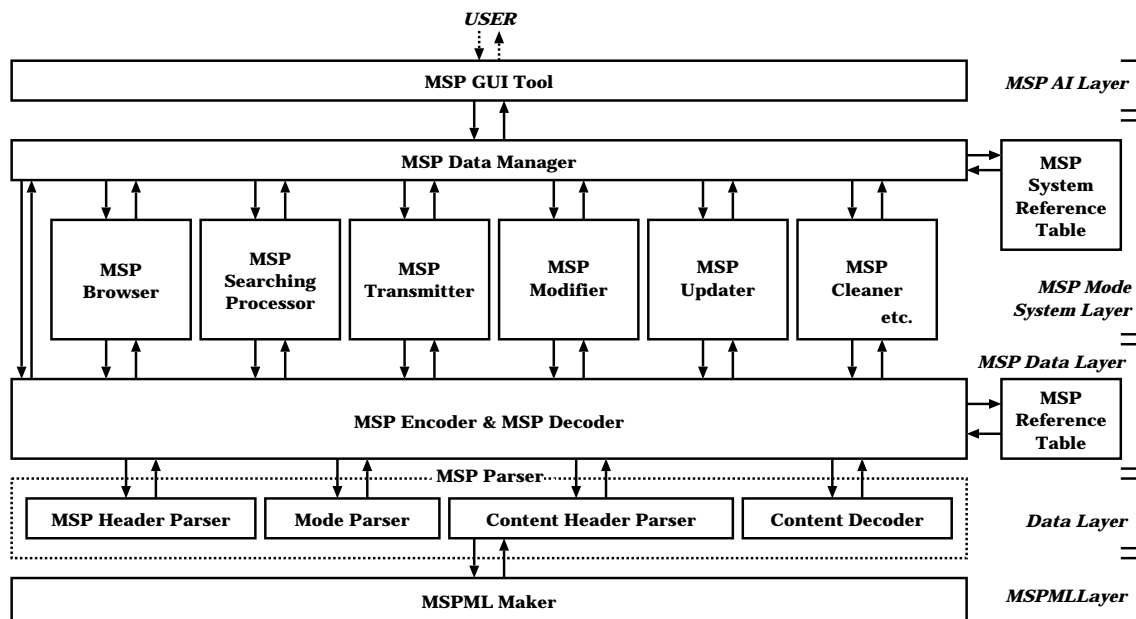 USER
MSP GUI Tool
MSP AI Layer
MSP Data Manager
MSP
System
Reference
Table
MSP
Browser
MSP
Searching
Processor
MSP
Transmitter
MSP
Modifier
MSP
Updater
MSP
Cleaner
etc.
MSP Mode
System Layer
MSP Data Layer
MSP Encoder & MSP Decoder
MSP
Reference
Table
MSP Parser
MSP Header Parser
Mode Parser
Content Header Parser
Content Decoder
Data Layer
MSPML Maker
MSPMLLayer